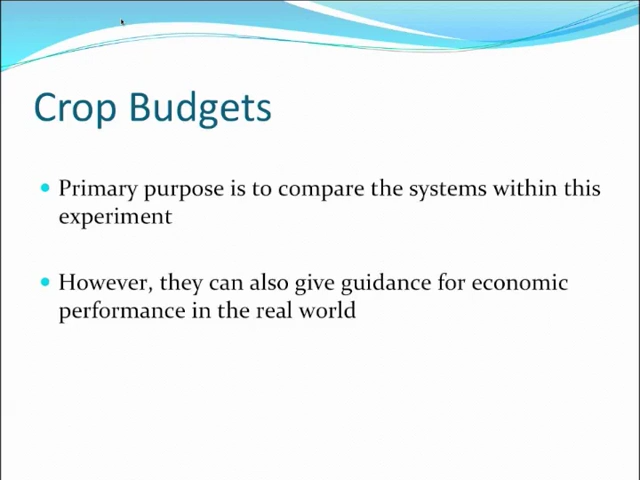 Crop Budgets
Primary purpose is to compare the systems within this
experiment
However, they can also give guidance for economic
performance in the real world